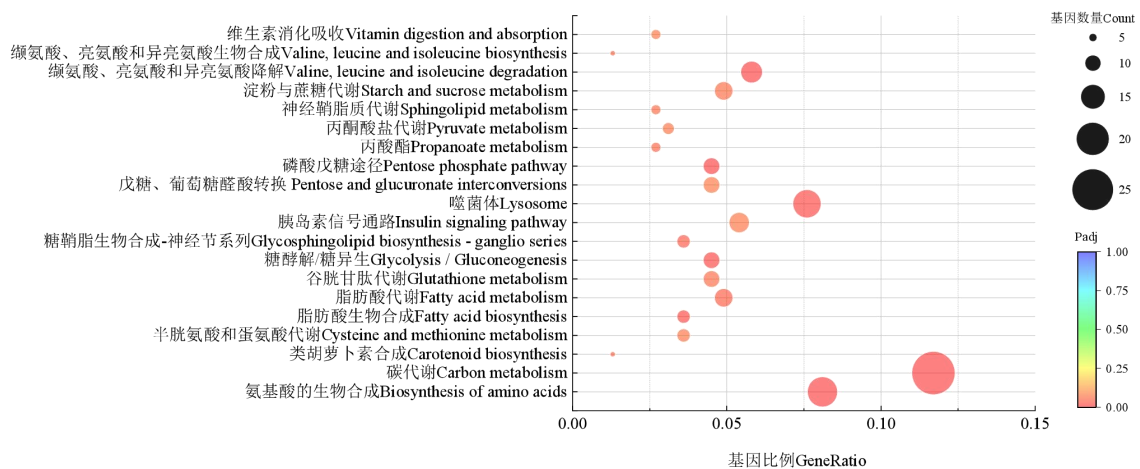 维生素消化吸收Vitamin digestion and absorption
缬氨酸、亮氨酸和异亮氨酸生物合成Valine, leucine and isoleucine biosynthesis
缬氨酸、亮氨酸和异亮氨酸降解Valine, leucine and isoleucine degradation
淀粉与蔗糖代谢Starch and sucrose metabolism
神经鞘脂质代谢Sphingolipid metabolism
丙酮酸盐代谢Pyruvate metabolism
丙酸酯Propanoate metabolism
磷酸戊糖途径Pentose phosphate pathway
戊糖、葡萄糖醛酸转换 Pentose and glucuronate interconversions
噬菌体Lysosome
胰岛素信号通路Insulin signaling pathway
糖鞘脂生物合成-神经节系列Glycosphingolipid biosynthesis - ganglio series
糖酵解/糖异生Glycolysis / Gluconeogenesis
谷胱甘肽代谢Glutathione metabolism
脂肪酸代谢Fatty acid metabolism
脂肪酸生物合成Fatty acid biosynthesis
半胱氨酸和蛋氨酸代谢Cysteine and methionine metabolism
类胡萝卜素合成Carotenoid biosynthesis
碳代谢Carbon metabolism
氨基酸的生物合成Biosynthesis of amino acids
0.00 0.05 0.10 0.15
基因比例GeneRatio
基因数量Count
5
10
15
20
25
Padj
1.00
0.75
0.50
0.25
0.00